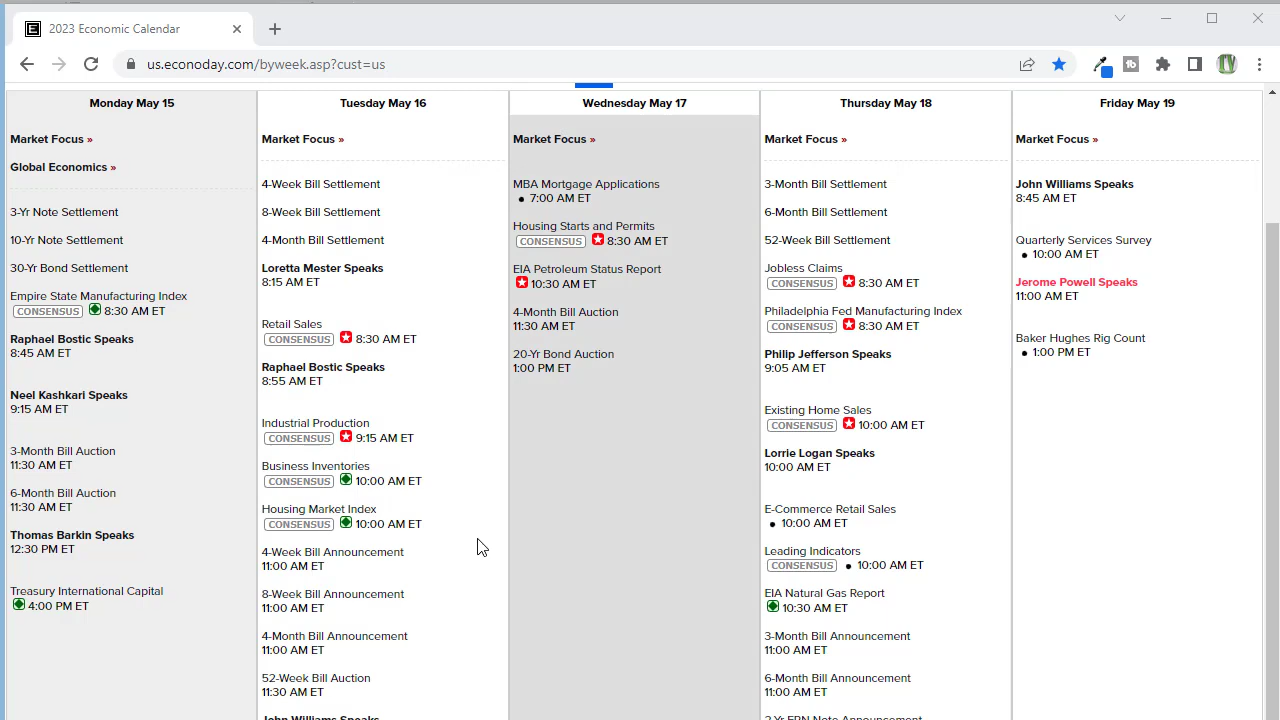 2023 Economic Calendar
us.econoday.com/byweek.asp?cust=us
Monday May 15
Market Focus »
Global Economics »
3-Yr Note Settlement
10-Yr Note Settlement
30-Yr Bond Settlement
Empire State Manufacturing Index
CONSENSUS 8:30 AM ET
Raphael Bostic Speaks
8:45 AM ET
Neel Kashkari Speaks
9:15 AM ET
3-Month Bill Auction
11:30 AM ET
6-Month Bill Auction
11:30 AM ET
Thomas Barkin Speaks
12:30 PM ET
Treasury International Capital
4:00 PM ET
Tuesday May 16
Market Focus »
4-Week Bill Settlement
8-Week Bill Settlement
4-Month Bill Settlement
Loretta Mester Speaks
8:15 AM ET
Retail Sales
CONSENSUS 8:30 AM ET
Raphael Bostic Speaks
8:55 AM ET
Industrial Production
CONSENSUS 9:15 AM ET
Business Inventories
CONSENSUS 10:00 AM ET
Housing Market Index
CONSENSUS 10:00 AM ET
4-Week Bill Announcement
11:00 AM ET
8-Week Bill Announcement
11:00 AM ET
4-Month Bill Announcement
11:00 AM ET
52-Week Bill Auction
11:30 AM ET
John Williams Speaks
Wednesday May 17
Market Focus »
MBA Mortgage Applications
• 7:00 AM ET
Housing Starts and Permits
CONSENSUS 8:30 AM ET
EIA Petroleum Status Report
10:30 AM ET
4-Month Bill Auction
11:30 AM ET
20-Yr Bond Auction
1:00 PM ET
Thursday May 18
Market Focus »
3-Month Bill Settlement
6-Month Bill Settlement
52-Week Bill Settlement
Jobless Claims
CONSENSUS 8:30 AM ET
Philadelphia Fed Manufacturing Index
CONSENSUS 8:30 AM ET
Philip Jefferson Speaks
9:05 AM ET
Existing Home Sales
CONSENSUS 10:00 AM ET
Lorrie Logan Speaks
10:00 AM ET
E-Commerce Retail Sales
• 10:00 AM ET
Leading Indicators
CONSENSUS • 10:00 AM ET
EIA Natural Gas Report
10:30 AM ET
3-Month Bill Announcement
11:00 AM ET
6-Month Bill Announcement
11:00 AM ET
2-Yr FRN Note Announcement
Friday May 19
Market Focus »
John Williams Speaks
8:45 AM ET
Quarterly Services Survey
• 10:00 AM ET
Jerome Powell Speaks
11:00 AM ET
Baker Hughes Rig Count
• 1:00 PM ET